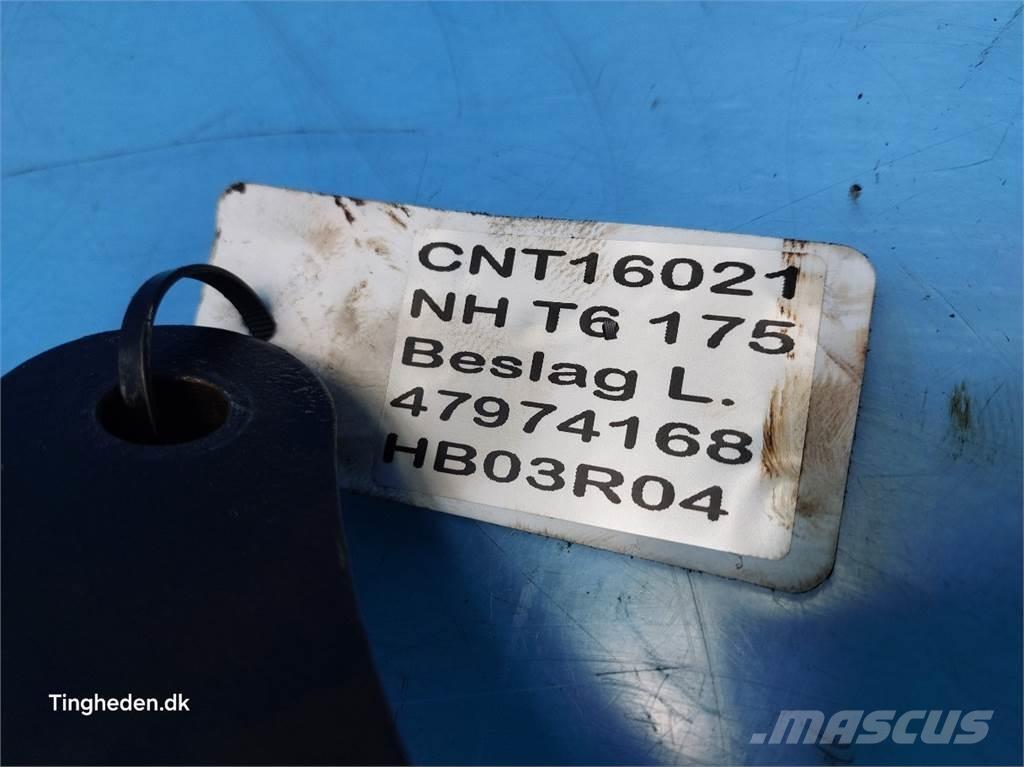 CNT16021
NH T6 175
Beslag L.
47974168
HB03R04
Tingheden.dk
MASCUS